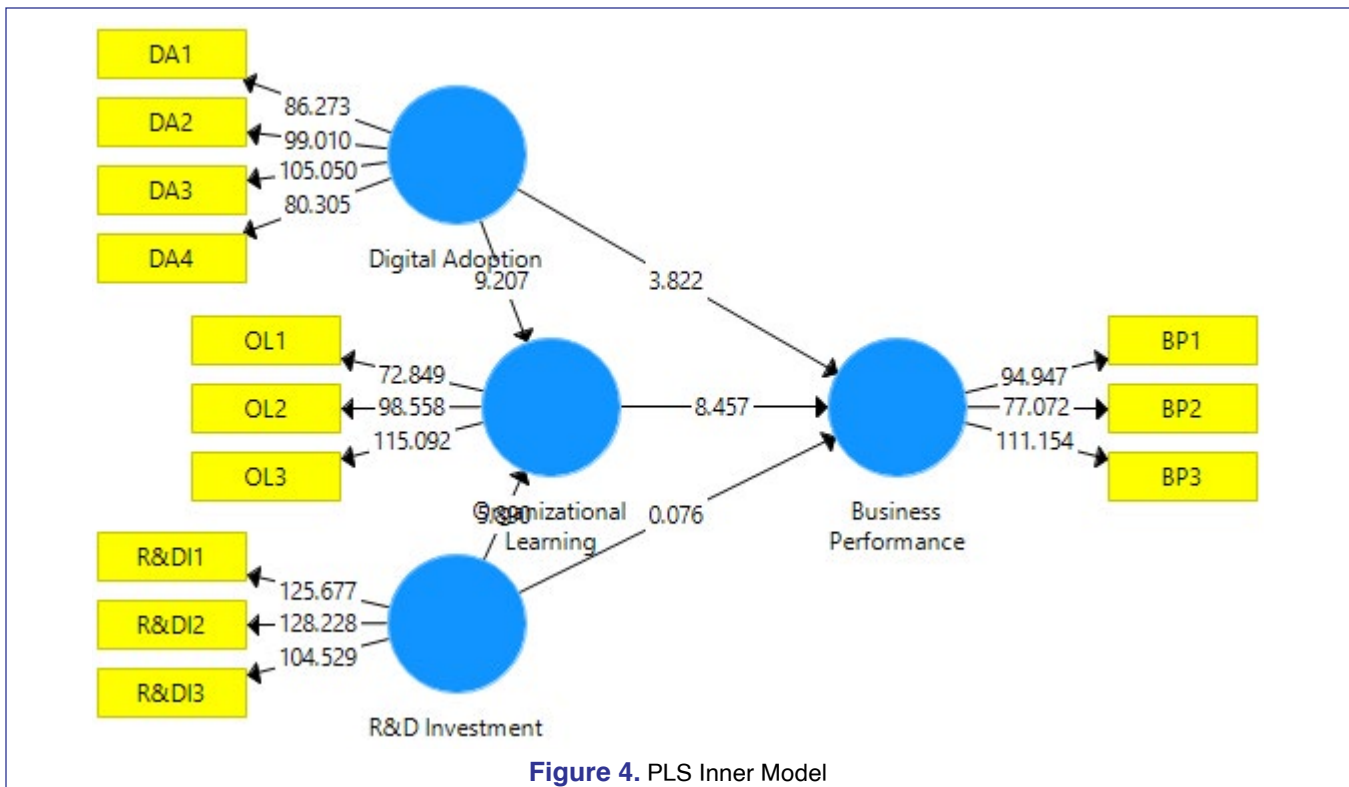 DA1
86.273
DA2
99.010
105.050
DA3
80.305
DA4
Digital Adoption
9.207
3.822
OL1
72.849
OL2
98.558
115.092
OL3
8.457
BP1
94.947
BP2
77.072
111.154
BP3
Organizational
Learning
0.076
Business
Performance
R&DI1
125.677
R&DI2
128.228
104.529
R&DI3
R&D Investment
Figure 4. PLS Inner Model